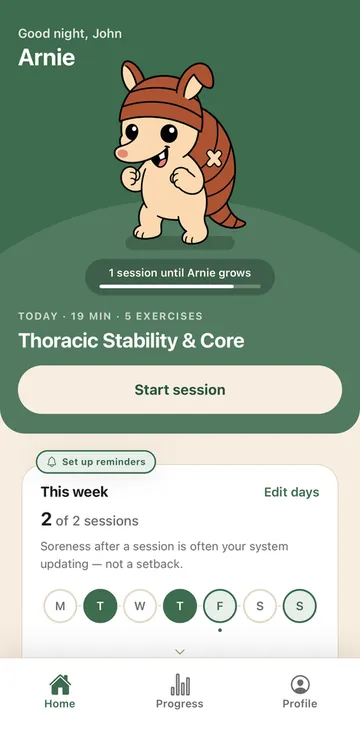 Good night, John
Arnie
1 session until Arnie grows
TODAY · 19 MIN · 5 EXERCISES
Thoracic Stability & Core
Start session
Set up reminders
This week
Edit days
2 of 2 sessions
Soreness after a session is often your system
updating — not a setback.
M T W T F S S
Home
Progress
Profile